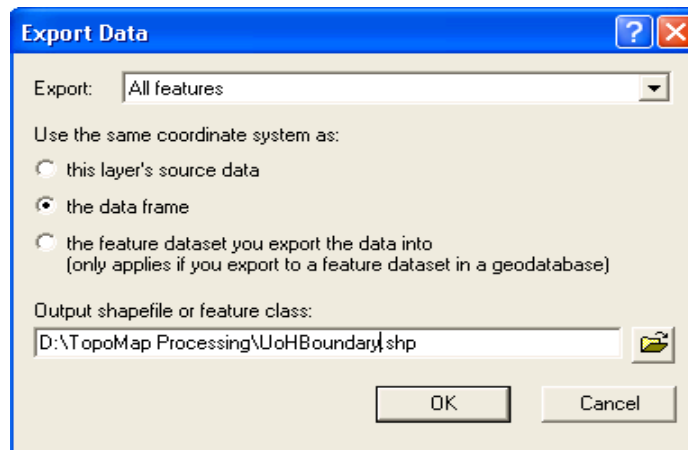 Export Data
Export: All features
Use the same coordinate system as:
this layer's source data
the data frame
the feature dataset you export the data into
(only applies if you export to a feature dataset in a geodatabase)
Output shapefile or feature class:
D:\TopoMap Processing\UoHBoundary.shp
OK Cancel